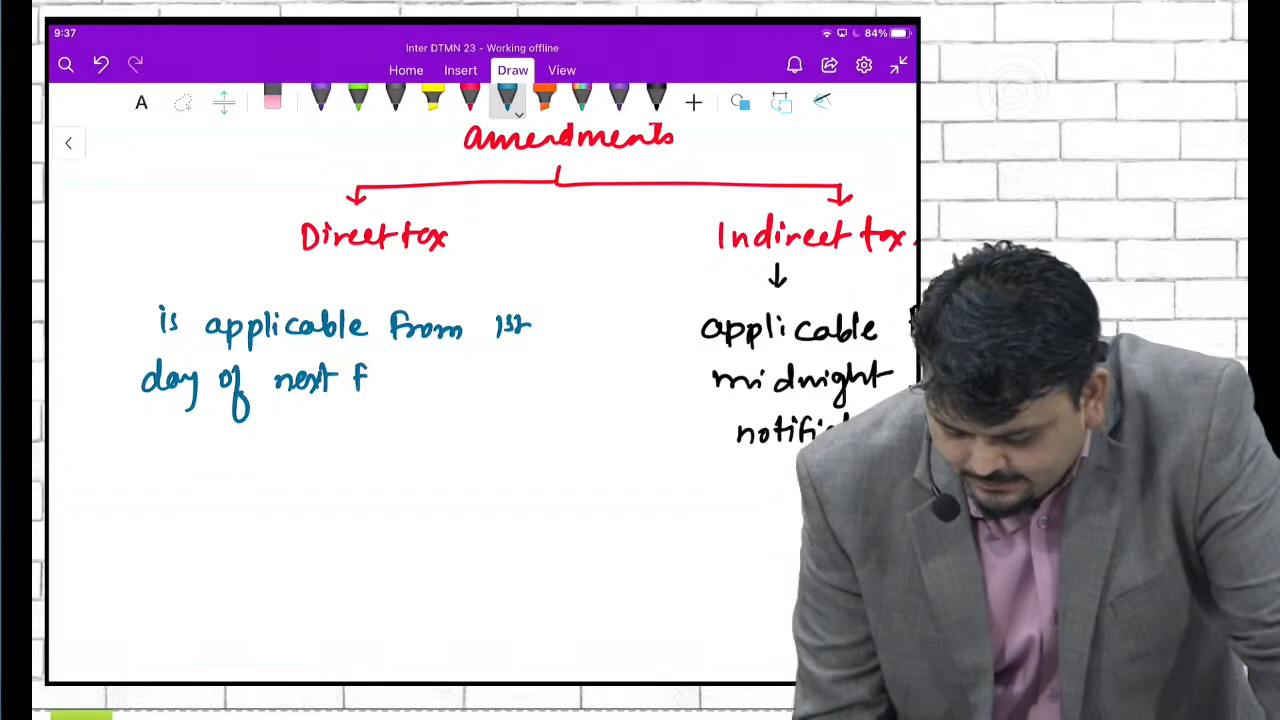 9:37
84%
Inter DTMN 23 - Working offline
Home Insert Draw View
A
amendments
Direct tax
Indirect tax.
is applicable from 1st
day of next f
applicable
midnight